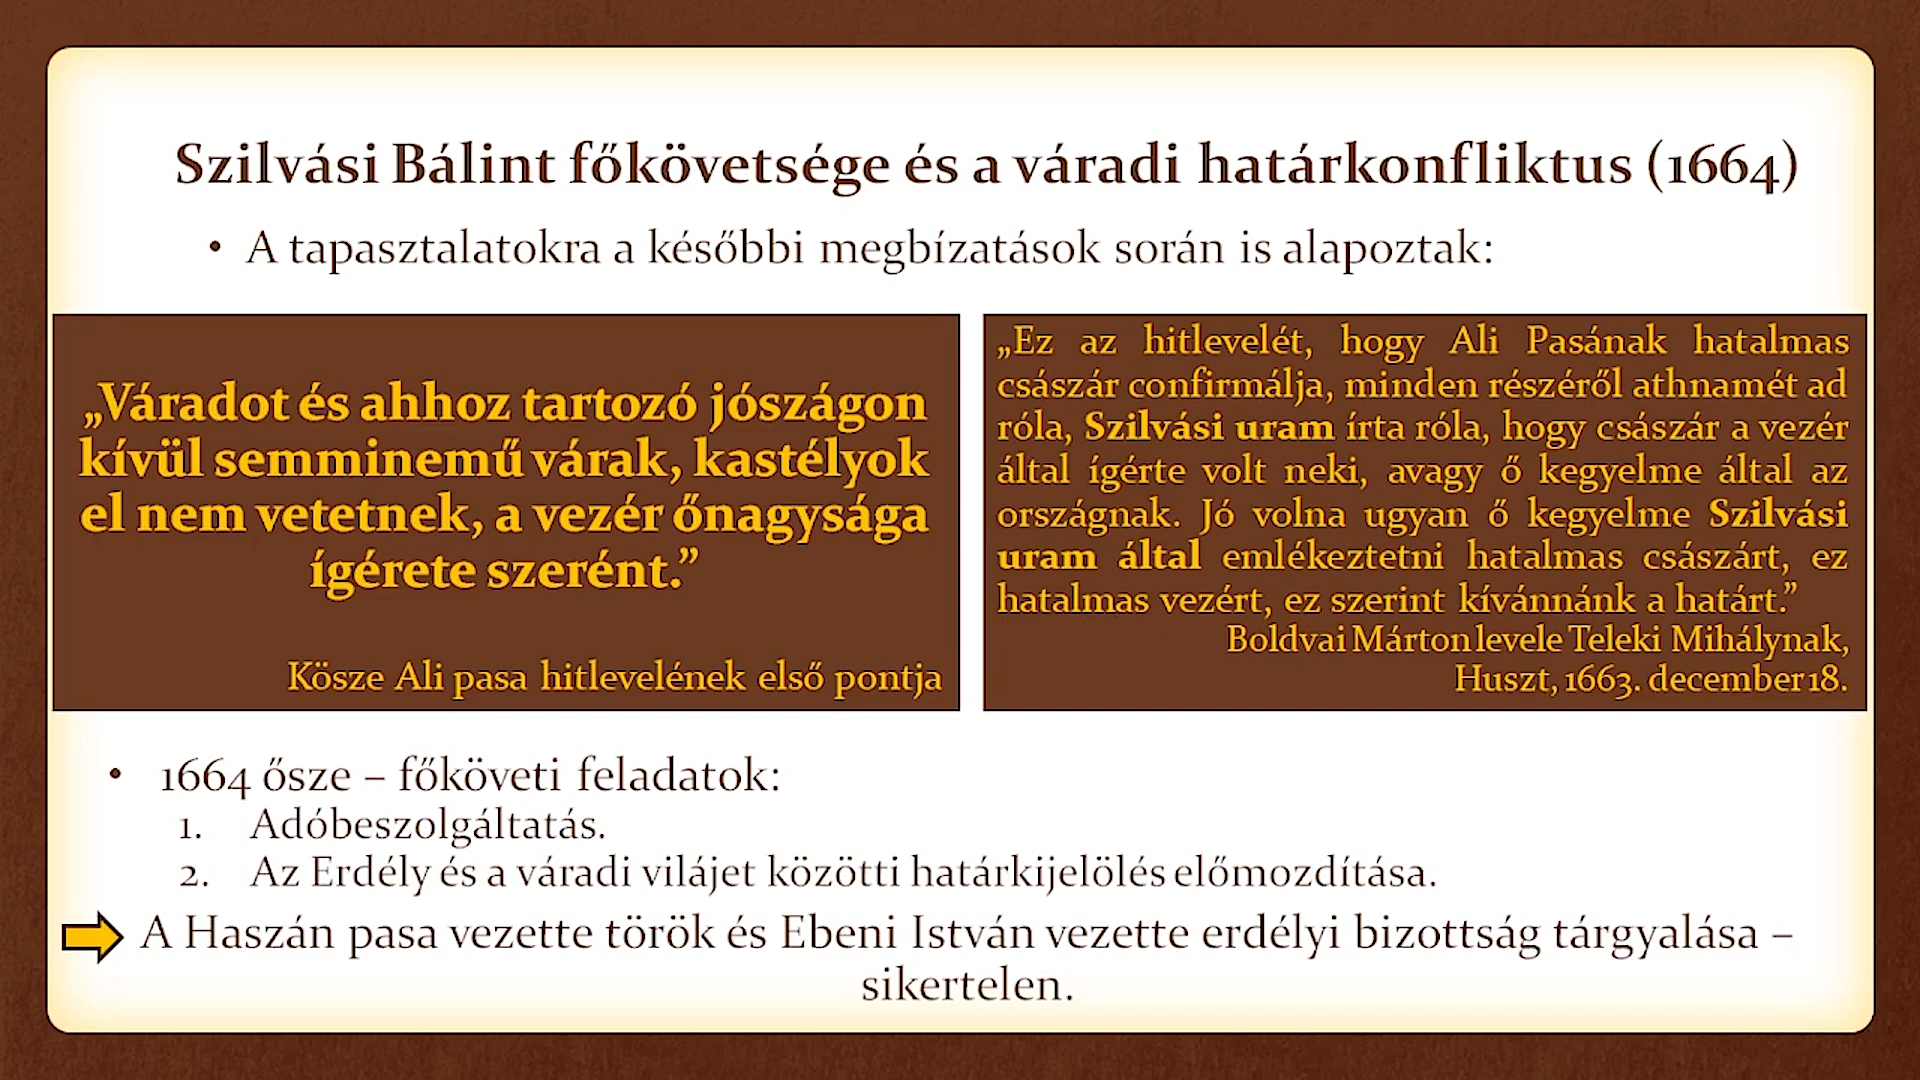 Szilvási Bálint főkövetsége és a váradi határkonfliktus (1664)
• A tapasztalatokra a későbbi megbízatások során is alapoztak:
„Váradot és ahhoz tartozó jószágon
kívül semminemű várak, kastélyok
el nem vetetnek, a vezér őnagysága
ígérete szerént.”
Kösze Ali pasa hitlevelének első pontja
„Ez az hitlevelét, hogy Ali Pasának hatalmas
császár confirmálja, minden részéről athnamét ad
róla, Szilvási uram írta róla, hogy császár a vezér
által ígérte volt neki, avagy ő kegyelme által az
országnak. Jó volna ugyan ő kegyelme Szilvási
uram által emlékeztetni hatalmas császárt, ez
hatalmas vezért, ez szerint kívánnánk a határt.”
Boldvai Márton levele Teleki Mihálynak,
Huszt, 1663. december 18.
• 1664 ősze – főköveti feladatok:
1. Adóbeszolgáltatás.
2. Az Erdély és a váradi vilájet közötti határkijelölés előmozdítása.
A Haszán pasa vezette török és Ebeni István vezette erdélyi bizottság tárgyalása –
sikertelen.